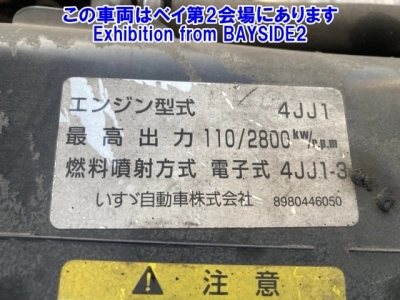 この車両はベイ第2会場にあります
Exhibition from BAYSIDE2
エンジン型式 4JJ1
最高出力 110/2800 kW/r.p.m
燃料噴射方式 電子式 4JJ1-3
いすゞ自動車株式会社 8980446050
注意